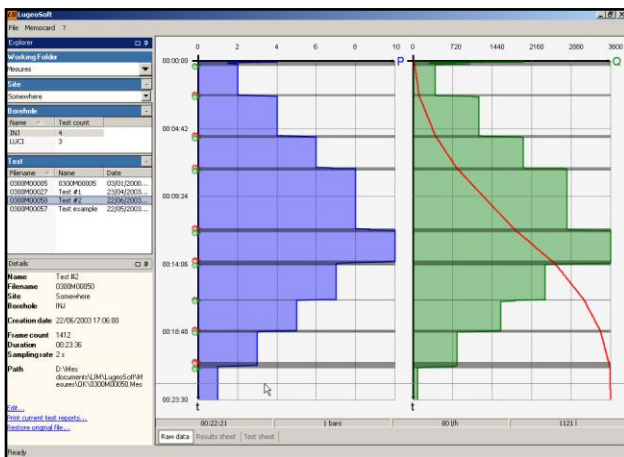 LS LugeoSoft
File Memocard ?
Explorer
Working Folder
Mesures
Site
Somewhere
Borehole
Name Test count
INJ 4
LUCI 3
Test
Filename Name Date
0300M00005 0300M00005 03/01/2000...
0300M00027 Test #1 23/04/2003...
0300M00050 Test #2 22/06/2003...
0300M00057 Test example 22/05/2003...
Details
Name Test #2
Filename 0300M00050
Site Somewhere
Borehole INJ
Creation date 22/06/2003 17:06:00
Frame count 1412
Duration 00:23:36
Sampling rate 2 s
Path D:\Mes
documents\LIM\LugeoSoft\M
esures\OK\0300M00050.Mes
Edit...
Print current test reports...
Restore original file...
Ready
0 2 4 6 8 10
P
00:00:00
00:04:42
00:09:24
00:14:06
00:18:48
00:23:30
t
0 720 1440 2160 2880 3600
Q
t
00:22:21 1 bars 80 l/h 1121 l
Raw data Results sheet Test sheet